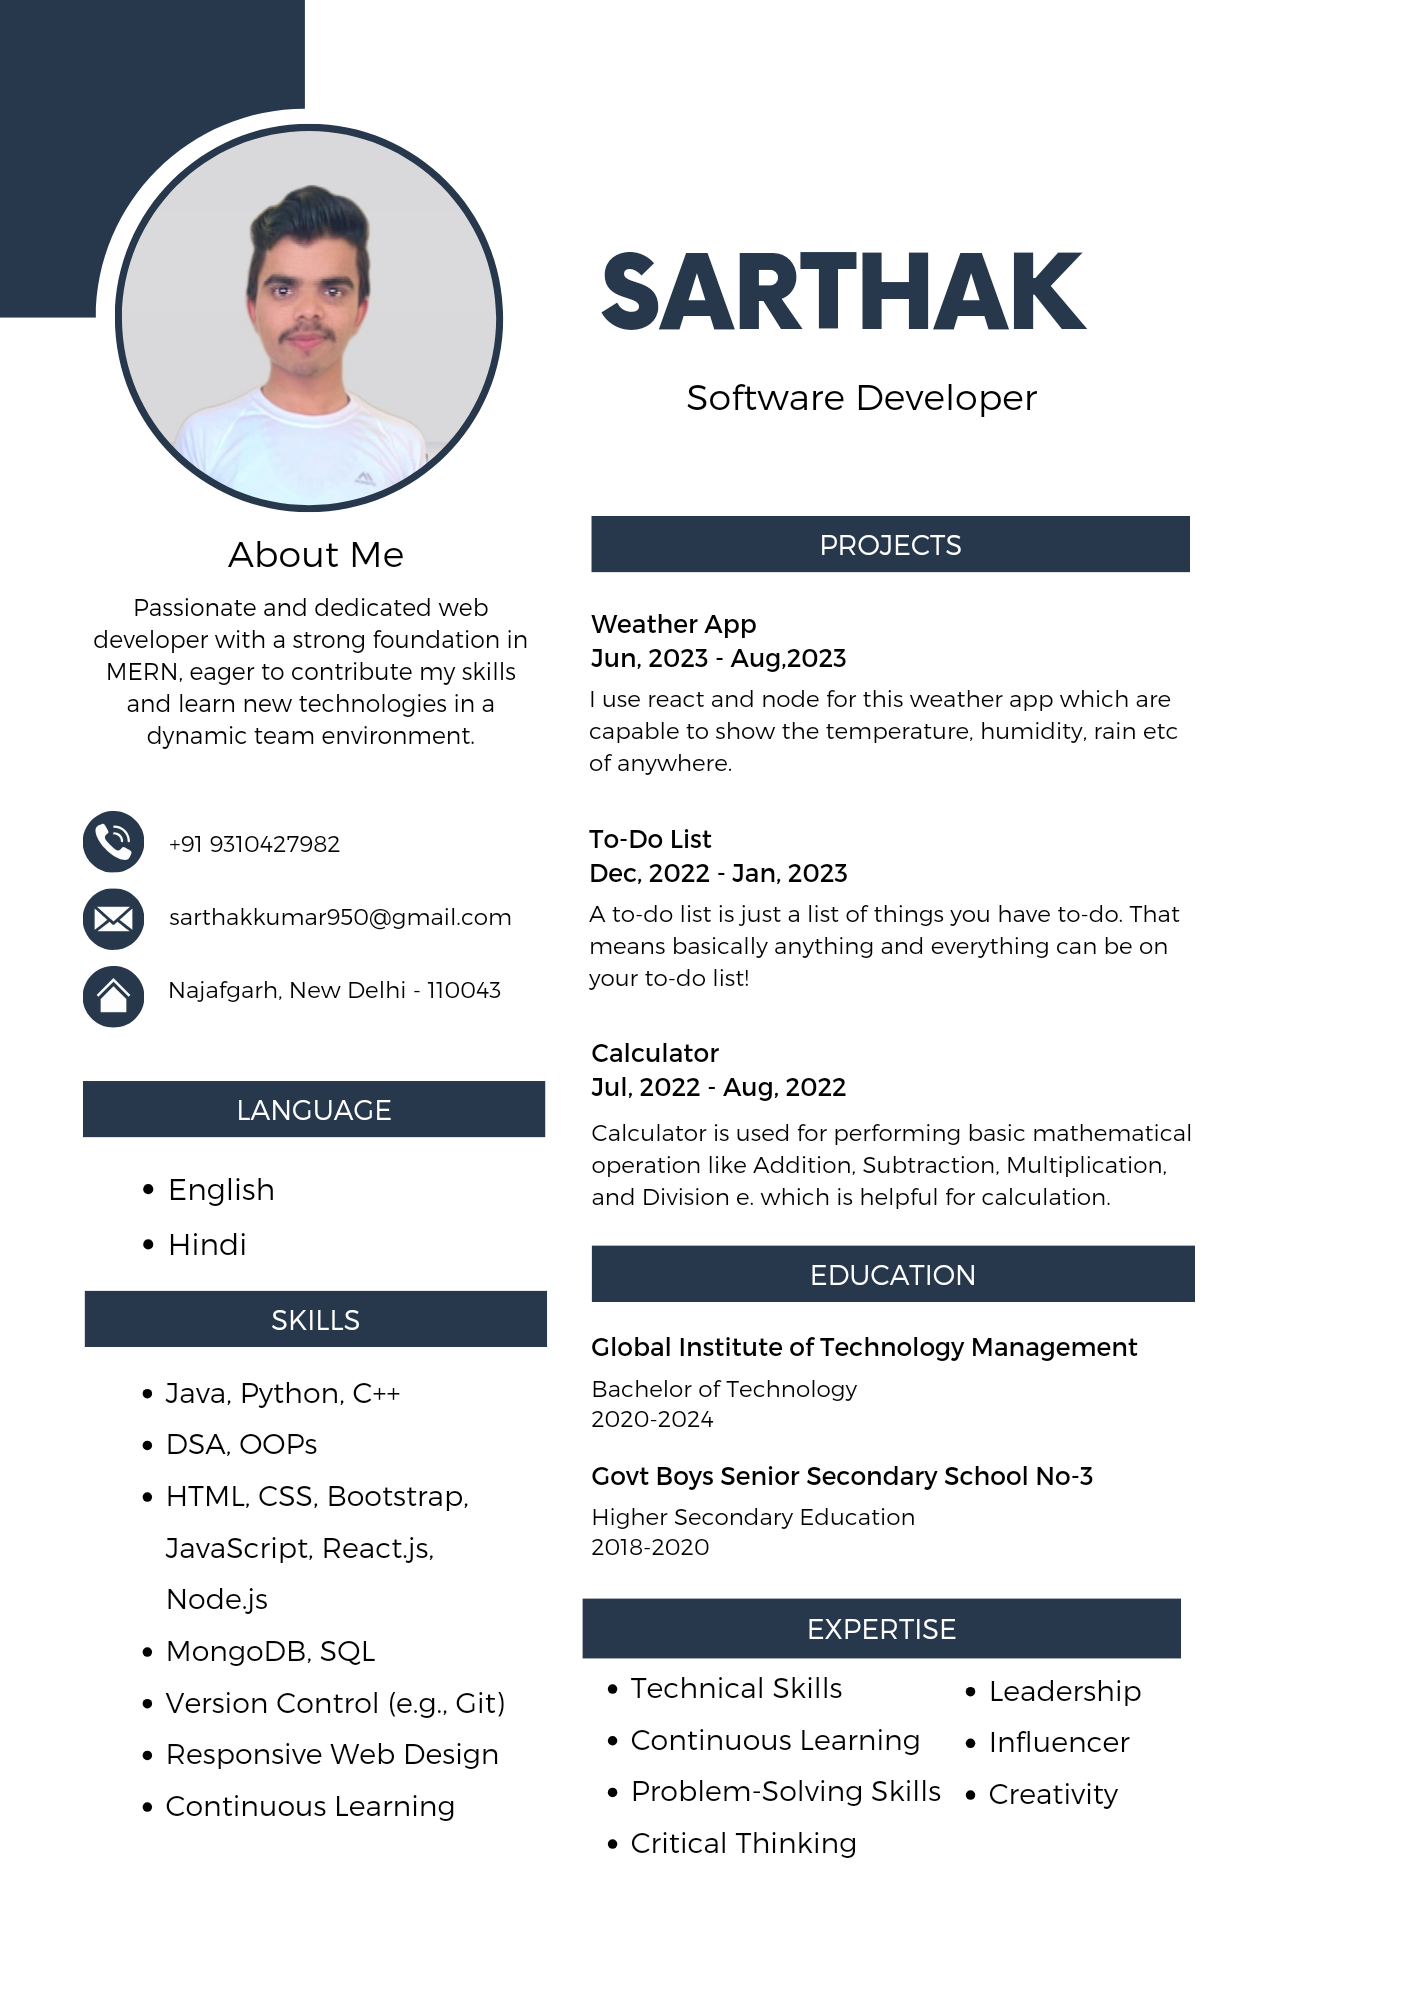 SARTHAK
Software Developer
About Me
Passionate and dedicated web
developer with a strong foundation in
MERN, eager to contribute my skills
and learn new technologies in a
dynamic team environment.
+91 9310427982
sarthakkumar950@gmail.com
Najafgarh, New Delhi - 110043
LANGUAGE
• English
• Hindi
SKILLS
• Java, Python, C++
• DSA, OOPs
• HTML, CSS, Bootstrap,
JavaScript, React.js,
Node.js
• MongoDB, SQL
• Version Control (e.g., Git)
• Responsive Web Design
• Continuous Learning
PROJECTS
Weather App
Jun, 2023 - Aug,2023
I use react and node for this weather app which are
capable to show the temperature, humidity, rain etc
of anywhere.
To-Do List
Dec, 2022 - Jan, 2023
A to-do list is just a list of things you have to-do. That
means basically anything and everything can be on
your to-do list!
Calculator
Jul, 2022 - Aug, 2022
Calculator is used for performing basic mathematical
operation like Addition, Subtraction, Multiplication,
and Division e. which is helpful for calculation.
EDUCATION
Global Institute of Technology Management
Bachelor of Technology
2020-2024
Govt Boys Senior Secondary School No-3
Higher Secondary Education
2018-2020
EXPERTISE
• Technical Skills
• Continuous Learning
• Problem-Solving Skills
• Critical Thinking
• Leadership
• Influencer
• Creativity